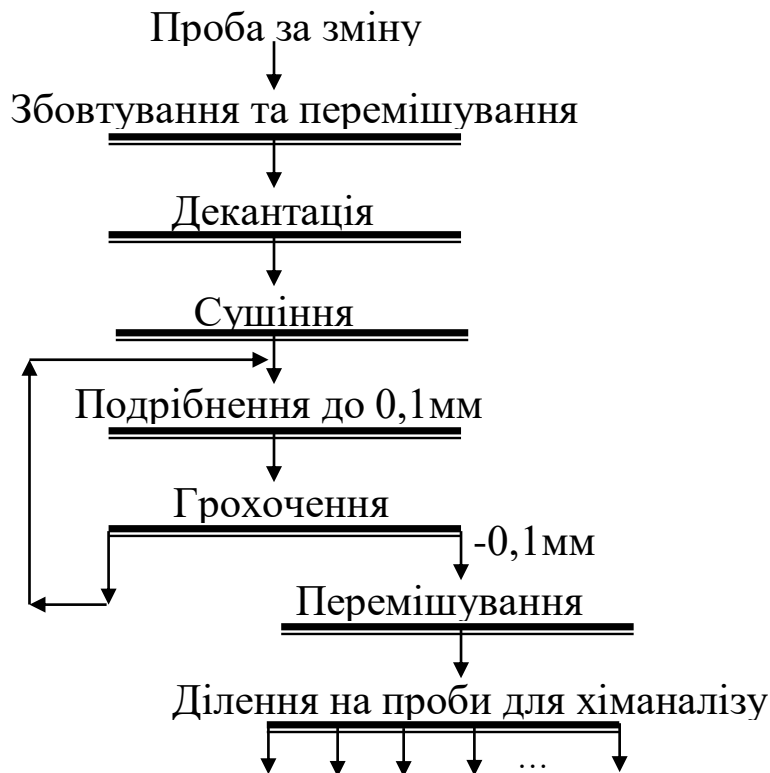 Проба за зміну
Збовтування та перемішування
Декантація
Сушіння
Подрібнення до 0,1мм
Грохочення
-0,1мм
Перемішування
Ділення на проби для хіманалізу
...